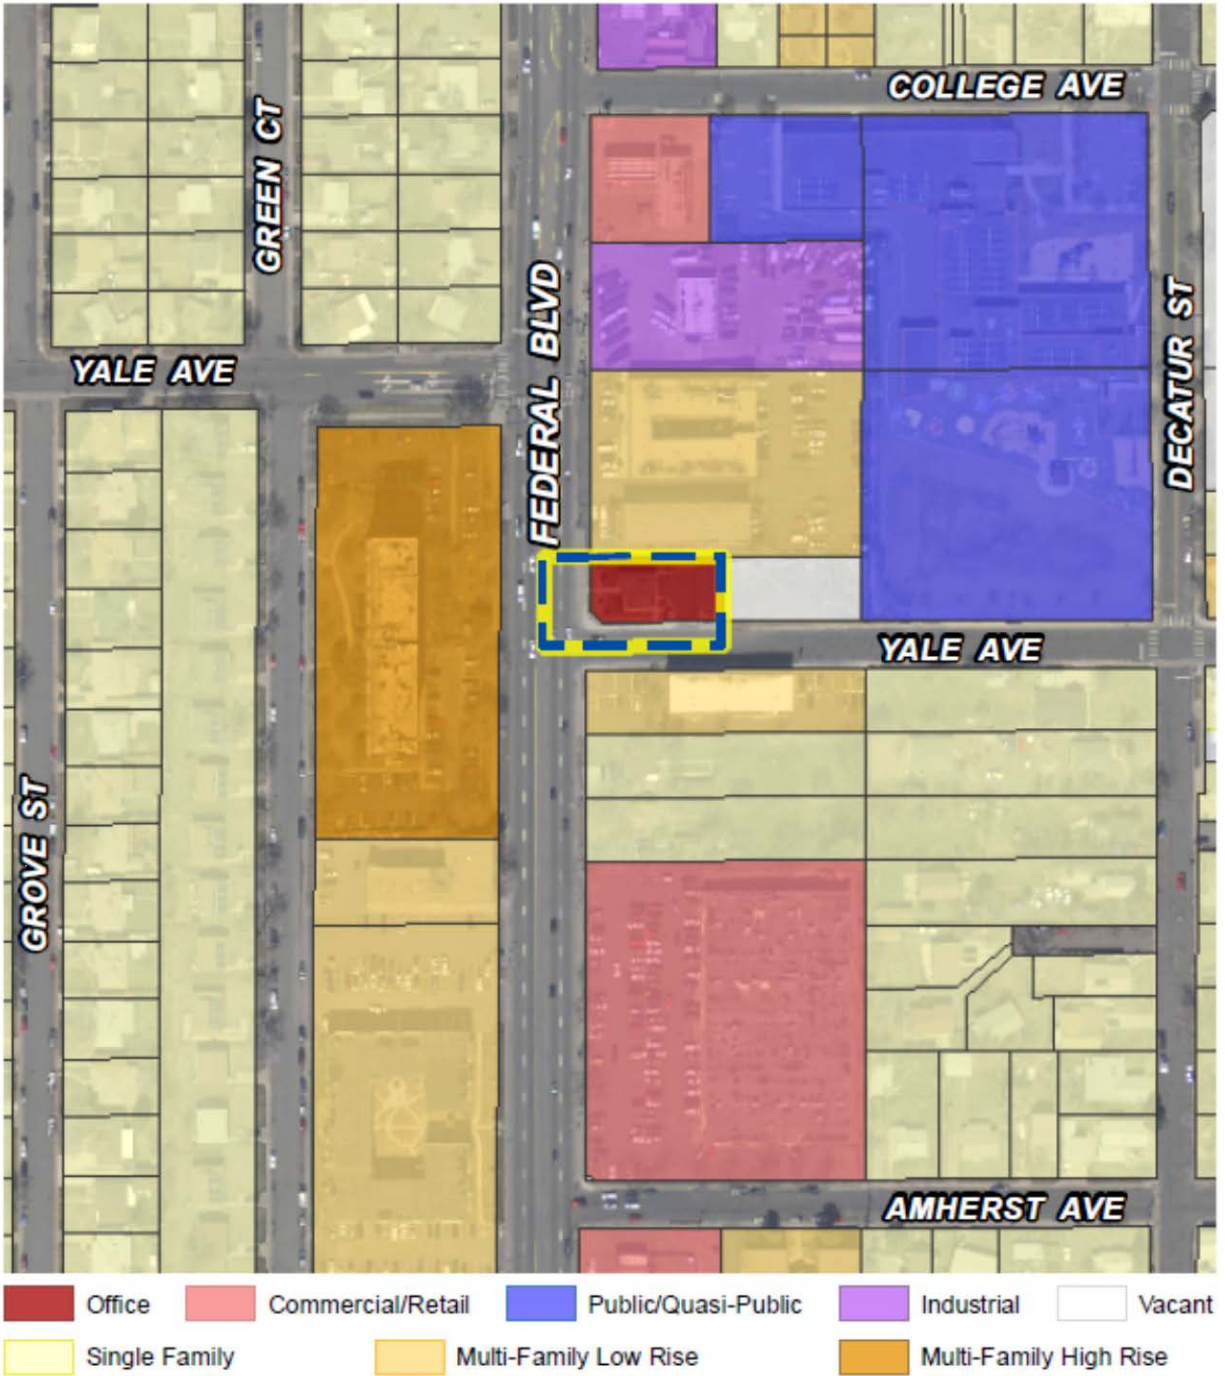 COLLEGE AVE
GREEN CT
FEDERAL BLVD
DECATUR ST
YALE AVE
YALE AVE
GROVE ST
AMHERST AVE
Office
Commercial/Retail
Public/Quasi-Public
Industrial
Vacant
Single Family
Multi-Family Low Rise
Multi-Family High Rise